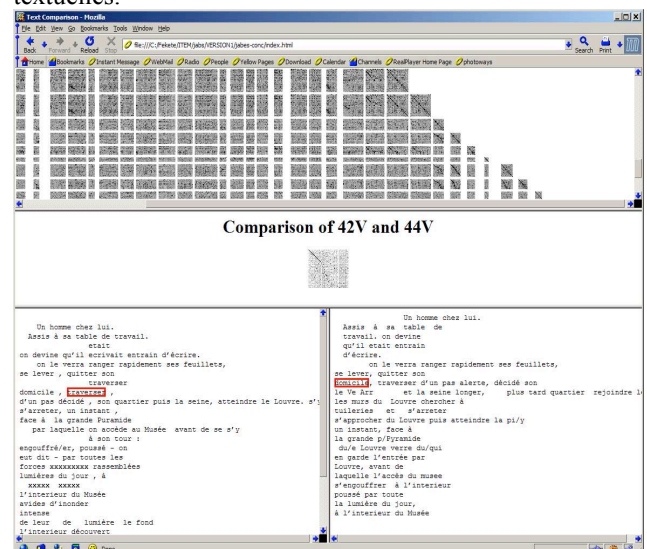 textuelles.
Text Comparison - Mozilla
File Edit View Go Bookmarks Tools Window Help
Back Forward Reload Stop file:///C:/Fekete/ITEM/jabs/VERSION1/jabes-conc/index.html Search Print
Home Bookmarks Instant Message WebMail Radio People Yellow Pages Download Calendar Channels RealPlayer Home Page photoways
Comparison of 42V and 44V
Un homme chez lui.
Assis à sa table de travail.
etait
on devine qu'il ecrivait entrain d'écrire.
on le verra ranger rapidement ses feuillets,
se lever , quitter son
traverser
domicile , traverser ,
d'un pas décidé , son quartier puis la seine, atteindre le Louvre. s'y
s'arreter, un instant ,
face à la grande Puramide
par laquelle on accède au Musée avant de se s'y
à son tour :
engouffré/er, poussé - on
eut dit - par toutes les
forces xxxxxxxxx rassemblées
lumières du jour , à
xxxxx xxxxx
l'interieur du Musée
avides d'inonder
intense
de leur de lumière le fond
l'interieur découvert
Un homme chez lui.
Assis à sa table de
travail. on devine
qu'il etait entrain
d'écrire.
on le verra ranger rapidement ses feuillets,
se lever, quitter son
domicile, traverser d'un pas alerte, décidé son
le Ve Arr et la seine longer, plus tard quartier rejoindre le
les murs du Louvre chercher à
tuileries et s'arreter
s'approcher du Louvre puis atteindre la pi/y
un instant, face à
la grande p/Pyramide
du/e Louvre verre du/qui
en garde l'entrée par
Louvre, avant de
laquelle l'accès du musee
s'engouffrer à l'interieur
poussé par toute
la lumière du jour,
à l'interieur du Musée
Done